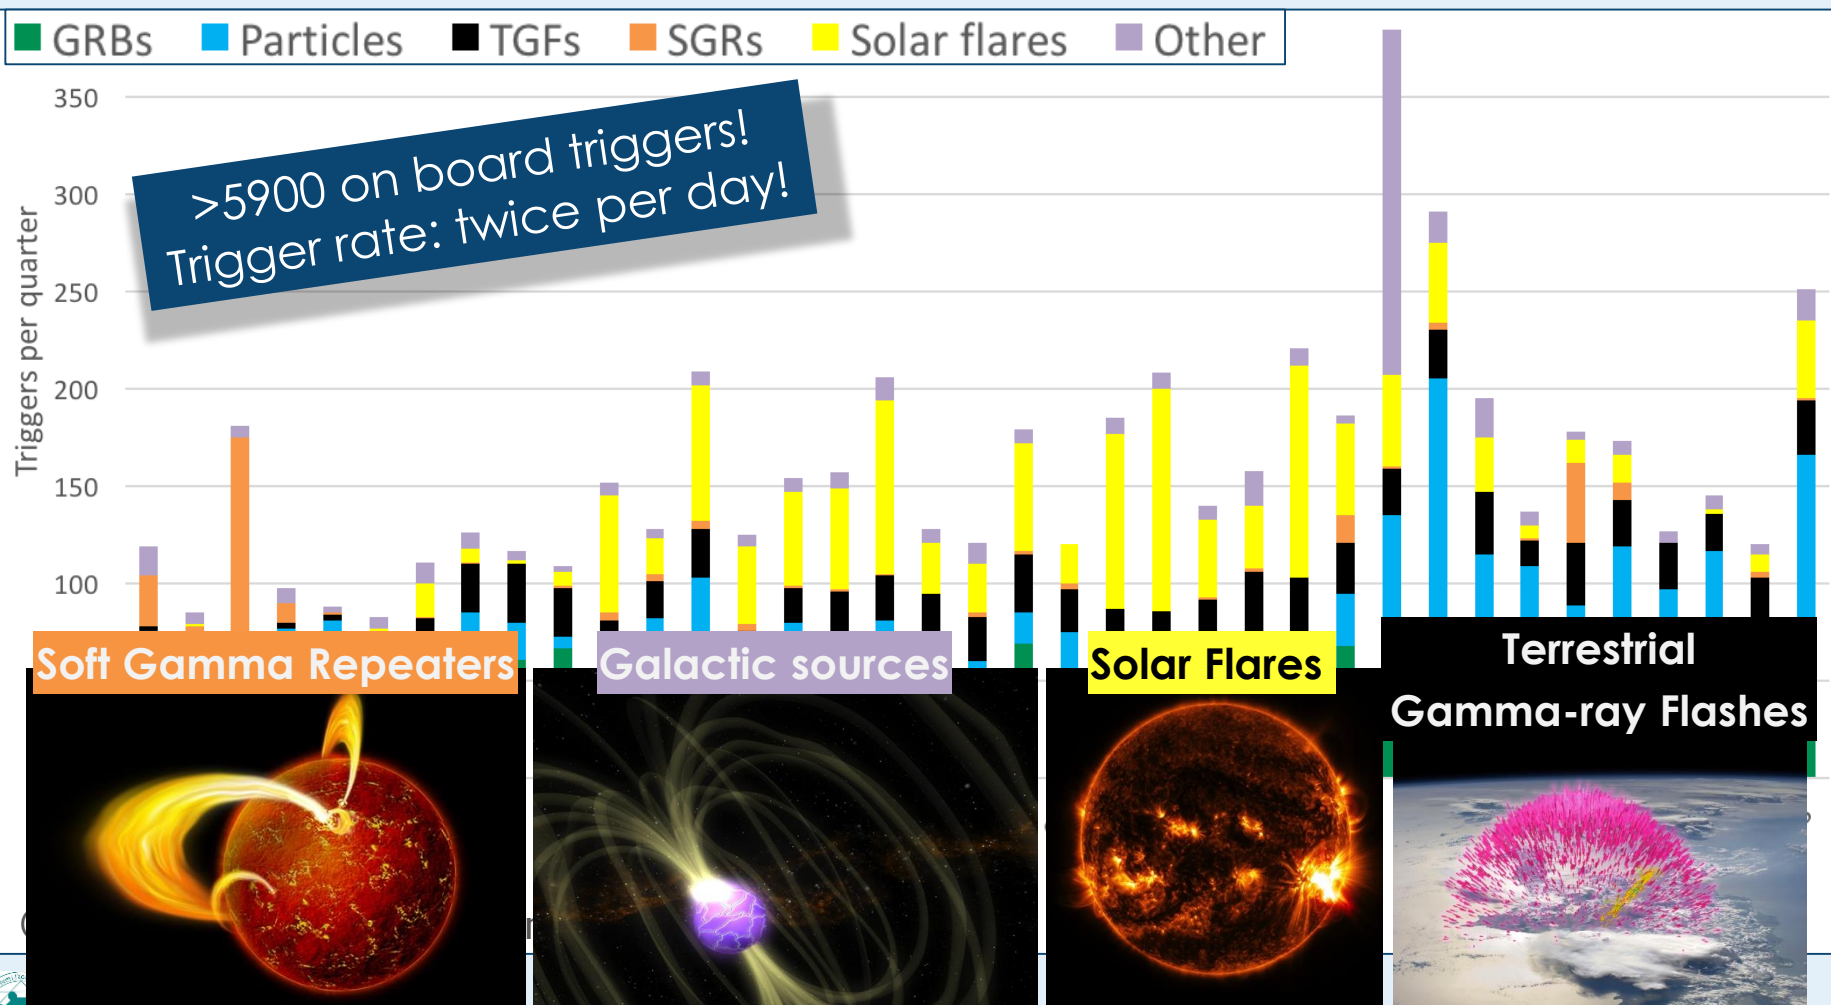 GRBs Particles TGFs SGRs Solar flares Other
350
>5900 on board triggers!
Trigger rate: twice per day!
300
250
200
150
100
Triggers per quarter
Soft Gamma Repeaters
Galactic sources
Solar Flares
Terrestrial
Gamma-ray Flashes